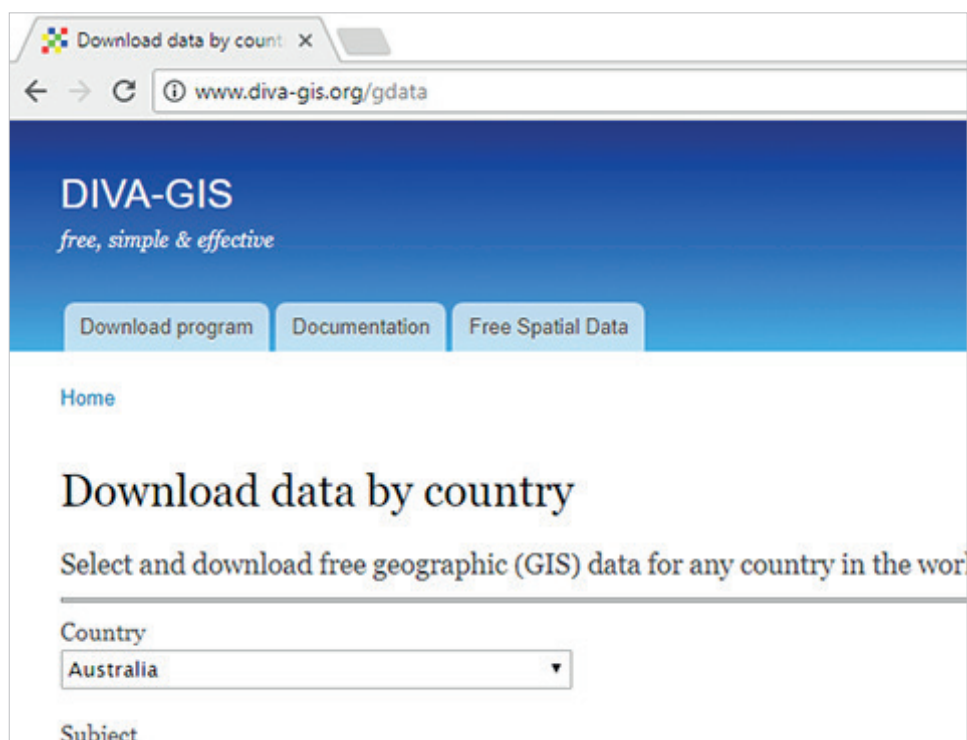 Download data by count
www.diva-gis.org/gdata
DIVA-GIS
free, simple & effective
Download program Documentation Free Spatial Data
Home
Download data by country
Select and download free geographic (GIS) data for any country in the wor
Country
Australia
Subject